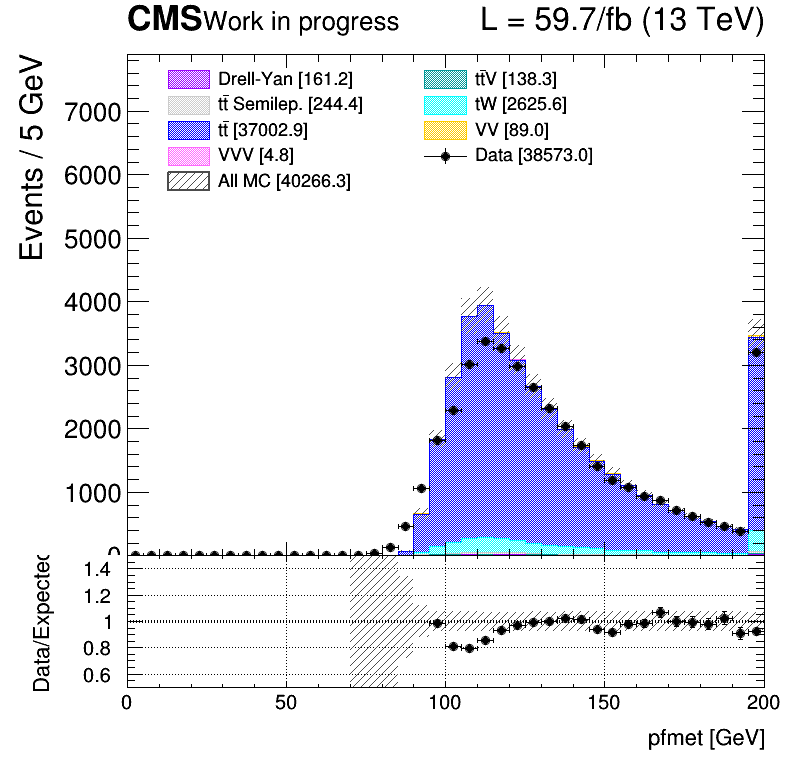 CMS Work in progress L = 59.7/fb (13 TeV)
Events / 5 GeV
Drell-Yan [161.2] tt̄V [138.3]
tt̄ Semilep. [244.4] tW [2625.6]
tt̄ [37002.9] VV [89.0]
VVV [4.8] Data [38573.0]
All MC [40266.3]
7000
6000
5000
4000
3000
2000
1000
0
Data/Expected
1.4
1.2
1
0.8
0.6
0 50 100 150 200
pfmet [GeV]